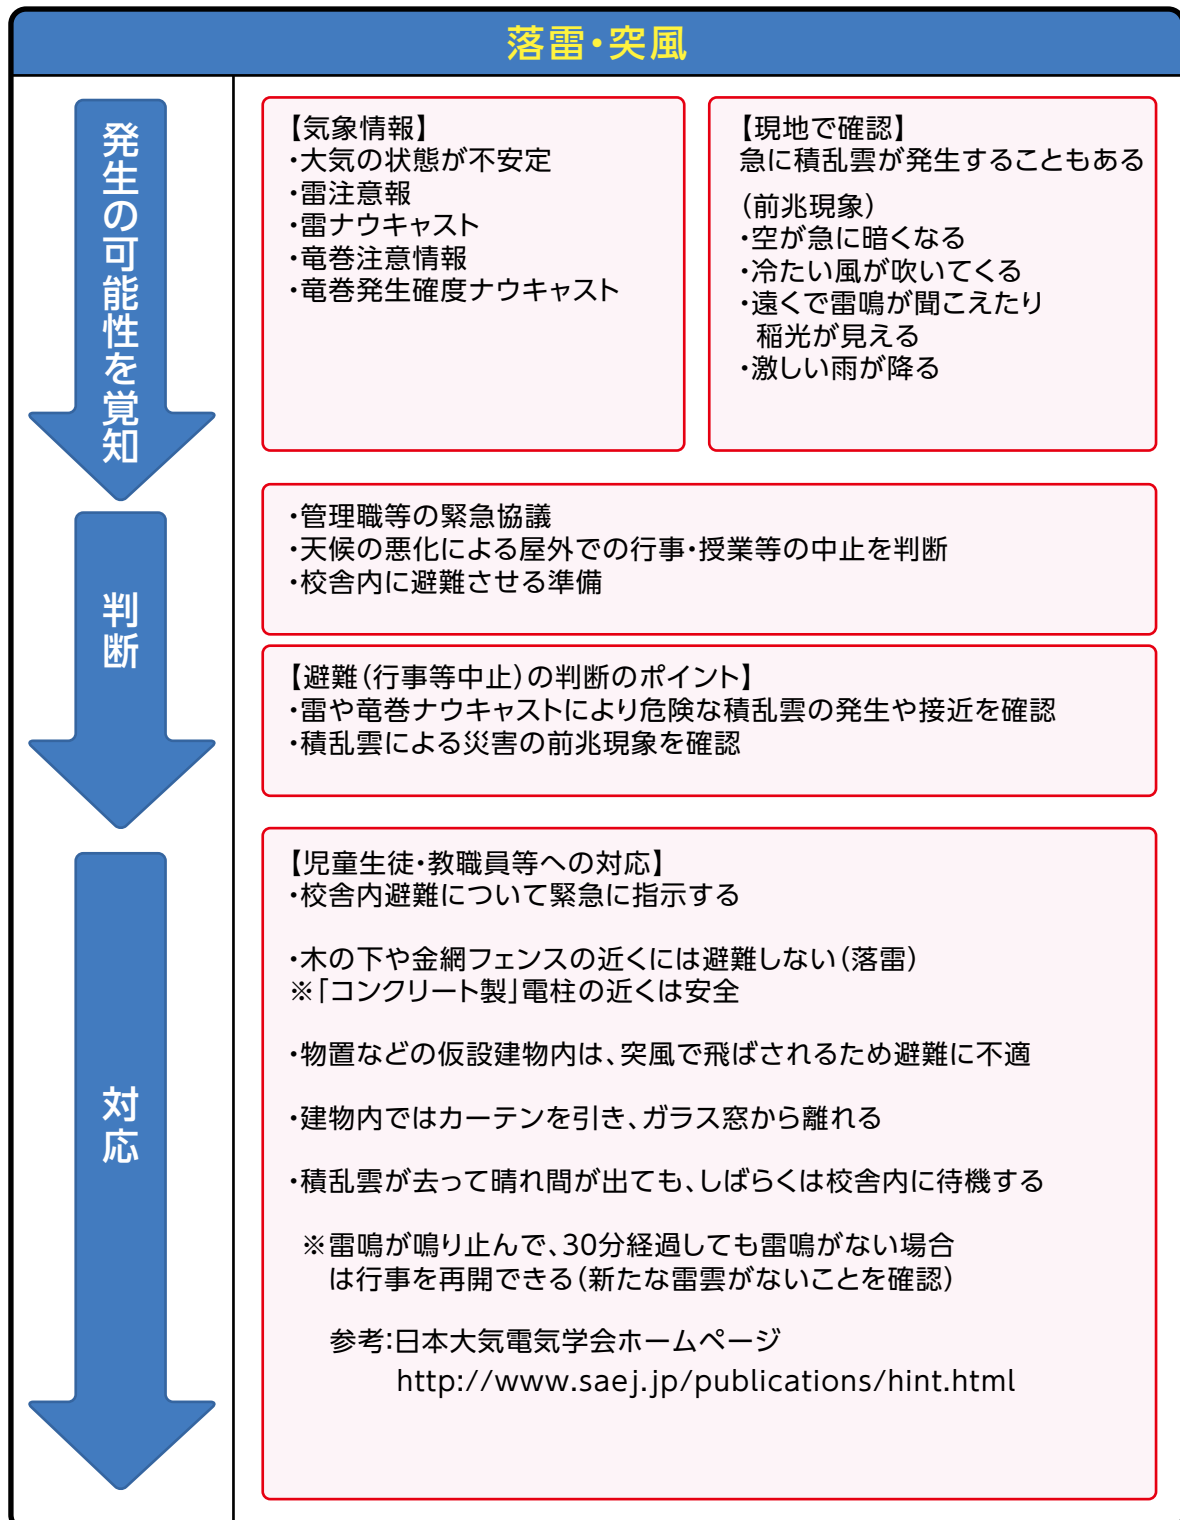 落雷・突風
発生の可能性を覚知
【気象情報】
・大気の状態が不安定
・雷注意報
・雷ナウキャスト
・竜巻注意情報
・竜巻発生確度ナウキャスト
【現地で確認】
急に積乱雲が発生することもある
(前兆現象)
・空が急に暗くなる
・冷たい風が吹いてくる
・遠くで雷鳴が聞こえたり
稲光が見える
・激しい雨が降る
判断
・管理職等の緊急協議
・天候の悪化による屋外での行事・授業等の中止を判断
・校舎内に避難させる準備
【避難(行事等中止)の判断のポイント】
・雷や竜巻ナウキャストにより危険な積乱雲の発生や接近を確認
・積乱雲による災害の前兆現象を確認
対応
【児童生徒・教職員等への対応】
・校舎内避難について緊急に指示する
・木の下や金網フェンスの近くには避難しない(落雷)
※「コンクリート製」電柱の近くは安全
・物置などの仮設建物内は、突風で飛ばされるため避難に不適
・建物内ではカーテンを引き、ガラス窓から離れる
・積乱雲が去って晴れ間が出ても、しばらくは校舎内に待機する
※雷鳴が鳴り止んで、30分経過しても雷鳴がない場合
は行事を再開できる(新たな雷雲がないことを確認)
参考:日本大気電気学会ホームページ
http://www.saej.jp/publications/hint.html